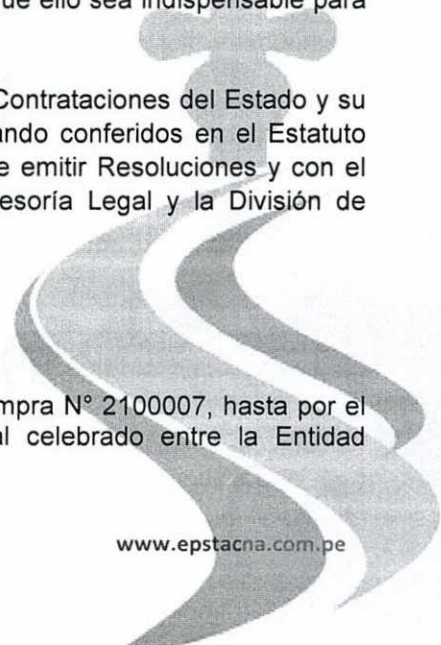 que ello sea indispensable para
Contrataciones del Estado y su
ando conferidos en el Estatuto
e emitir Resoluciones y con el
esoría Legal y la División de
mpra N° 2100007, hasta por el
al celebrado entre la Entidad
www.epstacna.com.pe